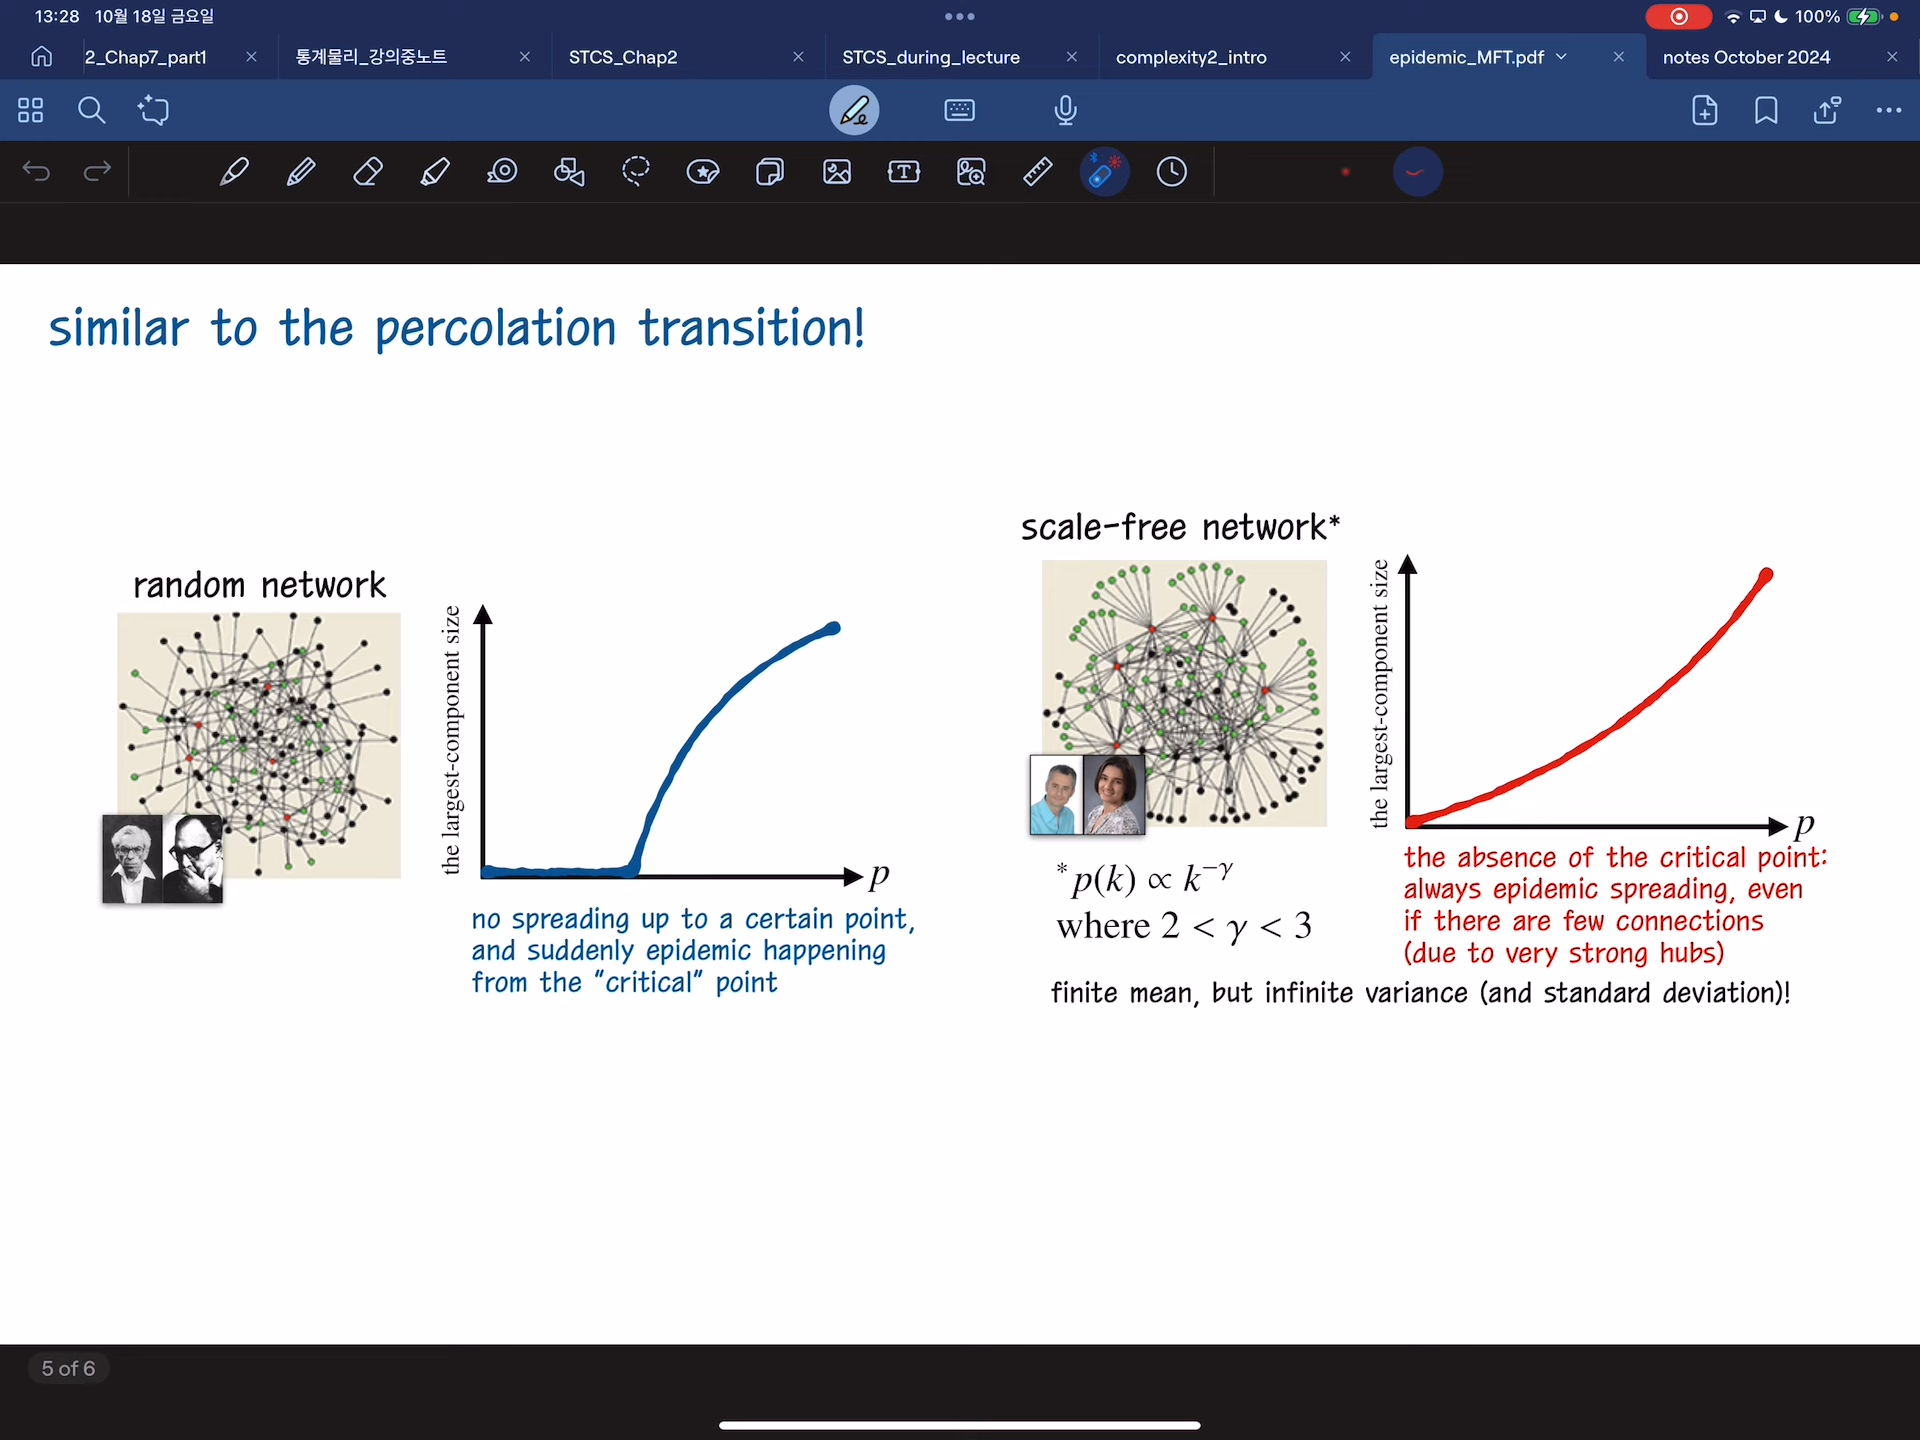 13:28 10월 18일 금요일
100%
2_Chap7_part1
통계물리_강의중노트
STCS_Chap2
STCS_during_lecture
complexity2_intro
epidemic_MFT.pdf
notes October 2024
similar to the percolation transition!
random network
the largest-component size
p
no spreading up to a certain point,
and suddenly epidemic happening
from the “critical” point
scale-free network*
the largest-component size
p
* p(k) ∝ k^{−γ}
where 2 < γ < 3
the absence of the critical point:
always epidemic spreading, even
if there are few connections
(due to very strong hubs)
finite mean, but infinite variance (and standard deviation)!
5 of 6